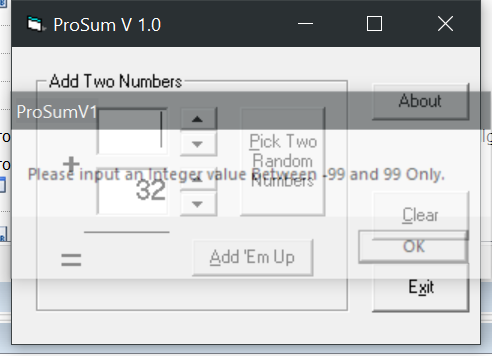 ProSum V 1.0
Add Two Numbers
About
ProSumV1
+
Pick Two
Random
Numbers
Please input an Integer value Between -99 and 99 Only.
32
Clear
=
Add 'Em Up
OK
Exit